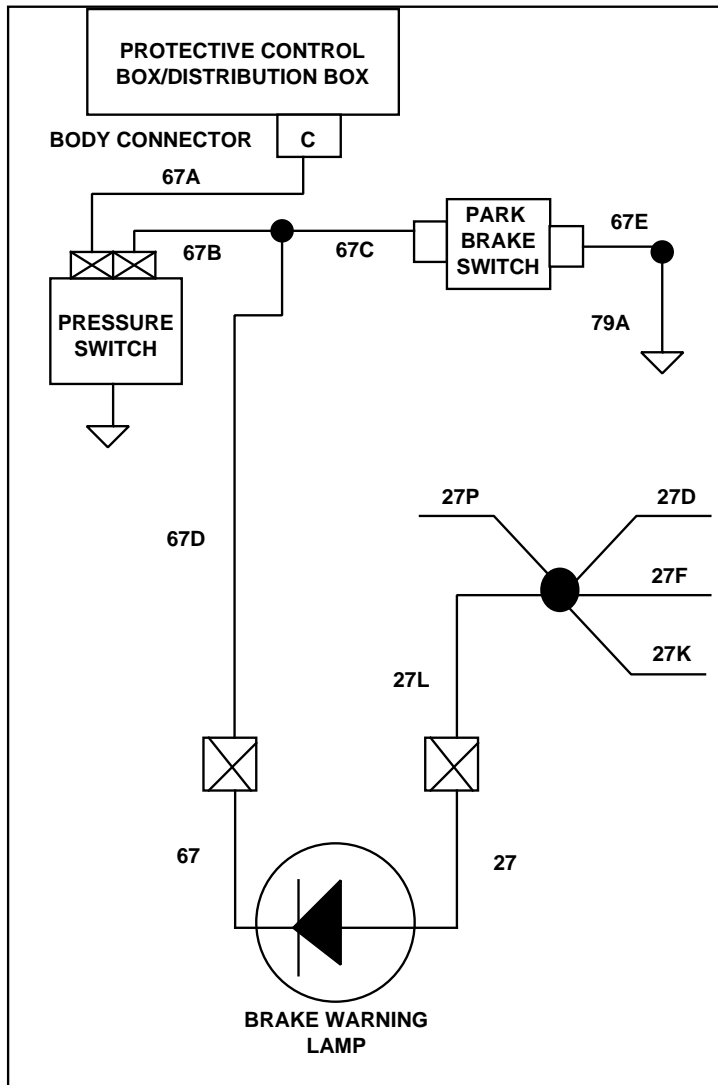 PROTECTIVE CONTROL
BOX/DISTRIBUTION BOX
BODY CONNECTOR
C
67A
67B
67C
PARK
BRAKE
SWITCH
67E
PRESSURE
SWITCH
79A
27P
27D
67D
27F
27K
27L
67
27
BRAKE WARNING
LAMP